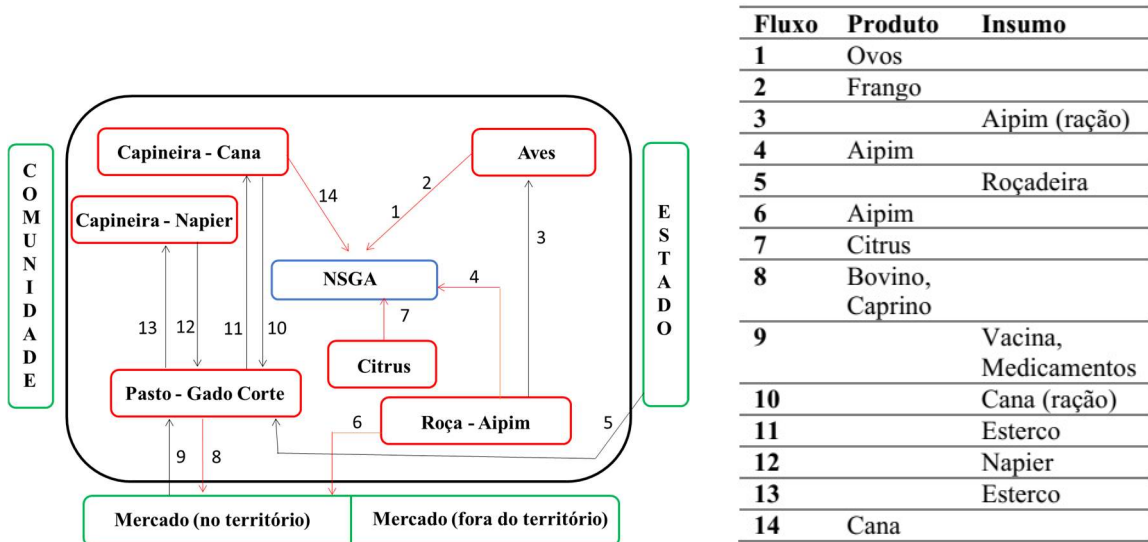 COMUNIDADE
Capineira - Cana
Aves
14
2
1
Capineira - Napier
3
ESTADO
NSGA
4
7
13
12
11
10
Citrus
Pasto - Gado Corte
Roça - Aipim
5
6
9
8
Mercado (no território)
Mercado (fora do território)
Fluxo Produto Insumo
1 Ovos
2 Frango
3 Aipim (ração)
4 Aipim
5 Roçadeira
6 Aipim
7 Citrus
8 Bovino,
Caprino
9 Vacina,
Medicamentos
10 Cana (ração)
11 Esterco
12 Napier
13 Esterco
14 Cana